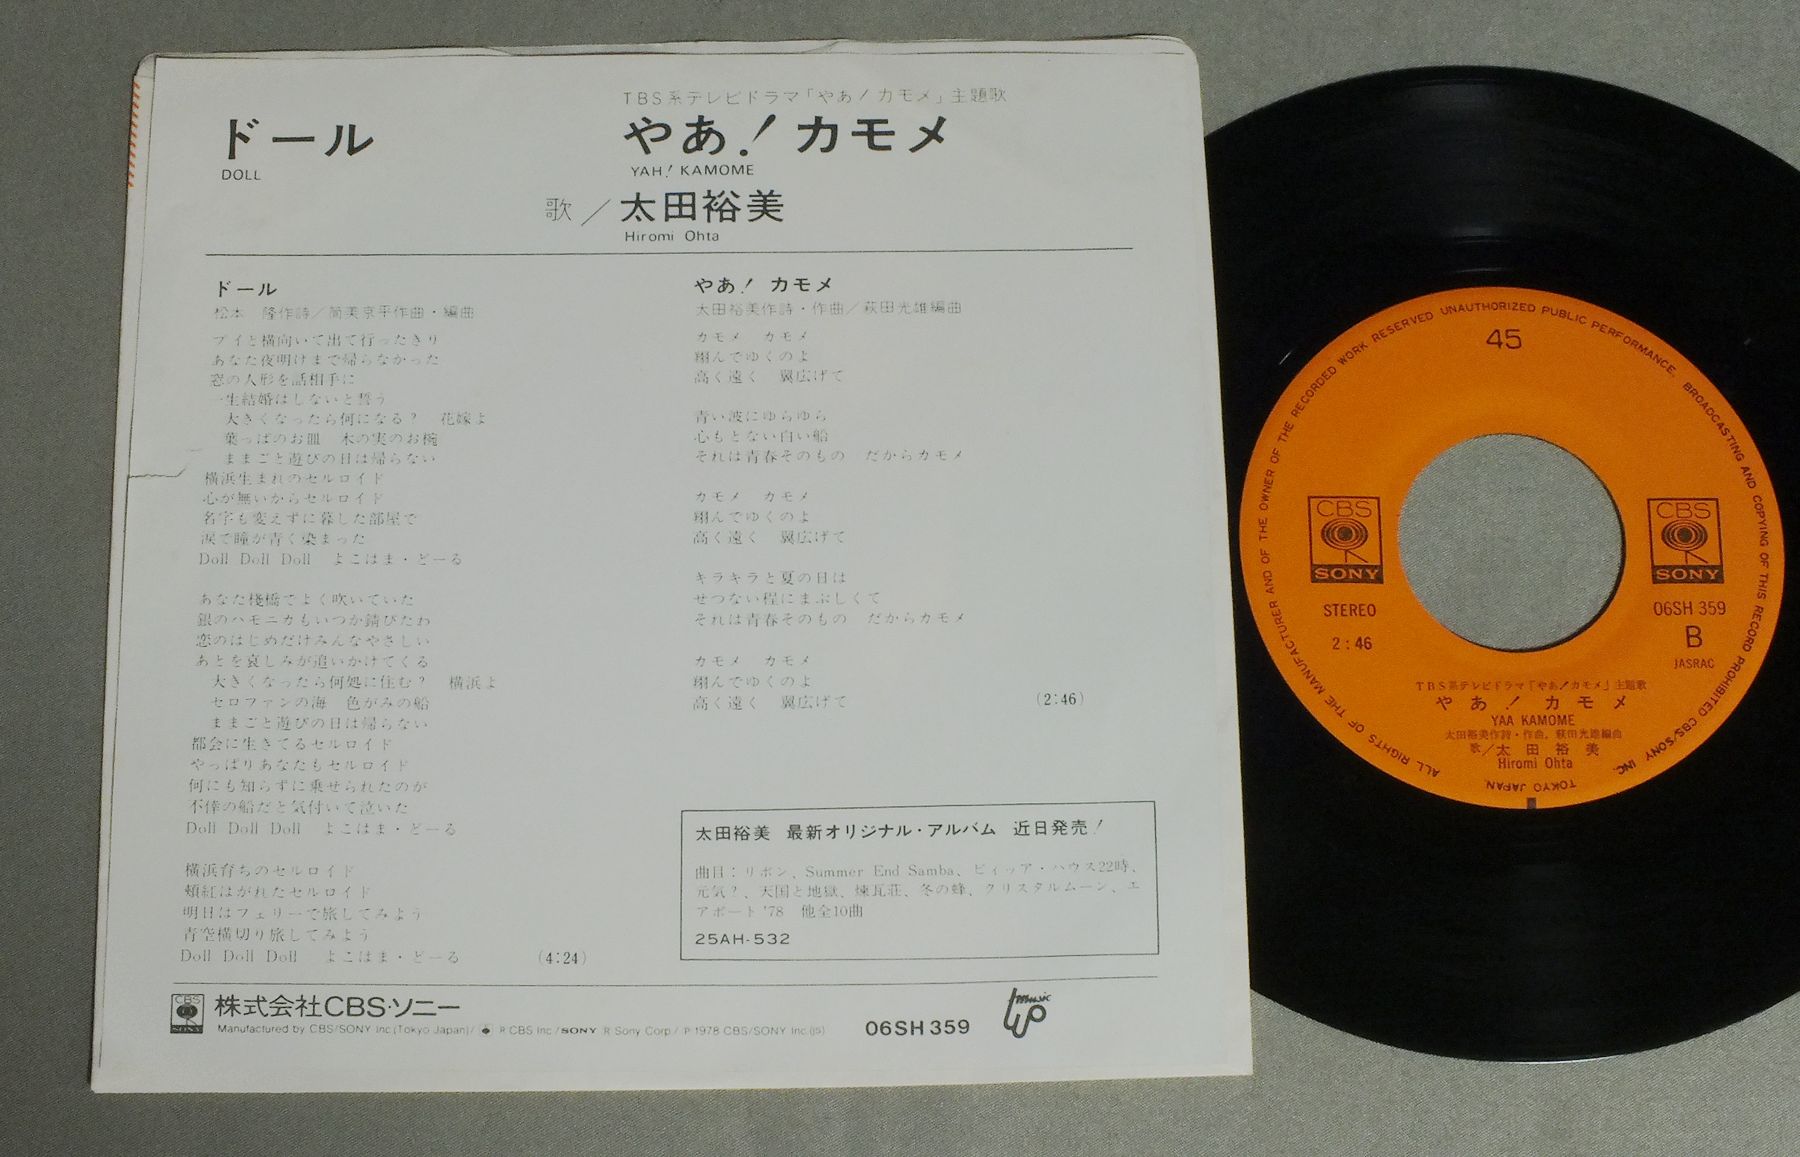 TBS系テレビドラマ「やあ!カモメ」主題歌
ドール
DOLL
やあ!カモメ
YAH! KAMOME
歌/太田裕美
Hiromi Ohta
ドール
松本 隆作詩/筒美京平作曲・編曲
プイと横向いて出て行ったきり
あなた夜明けまで帰らなかった
窓の人形を話相手に
一生結婚はしないと誓う
大きくなったら何になる? 花嫁よ
葉っぱのお皿 木の実のお椀
ままごと遊びの日は帰らない
横浜生まれのセルロイド
心が無いからセルロイド
名字も変えずに暮した部屋で
涙で瞳が青く染まった
Doll Doll Doll よこはま・どーる
あなた桟橋でよく吹いていた
銀のハモニカもいつか錆びたわ
恋のはじめだけみんなやさしい
あとを哀しみが追いかけてくる
大きくなったら何処に住む? 横浜よ
セロファンの海 色がみの船
ままごと遊びの日は帰らない
都会に生きてるセルロイド
やっぱりあなたもセルロイド
何にも知らずに乗せられたのが
不倖の船だと気付いて泣いた
Doll Doll Doll よこはま・どーる
横浜育ちのセルロイド
頬紅はがれたセルロイド
明日はフェリーで旅してみよう
青空横切り旅してみよう
Doll Doll Doll よこはま・どーる (4:24)
やあ! カモメ
太田裕美作詩・作曲/萩田光雄編曲
カモメ カモメ
翔んでゆくのよ
高く遠く 翼広げて
青い波にゆらゆら
心もとない白い船
それは青春そのもの だからカモメ
カモメ カモメ
翔んでゆくのよ
高く遠く 翼広げて
キラキラと夏の日は
せつない程にまぶしくて
それは青春そのもの だからカモメ
カモメ カモメ
翔んでゆくのよ
高く遠く 翼広げて (2:46)
太田裕美 最新オリジナル・アルバム 近日発売!
曲目:リボン、Summer End Samba、ピィッア・ハウス22時、
元気?、天国と地獄、煉瓦荘、冬の蜂、クリスタルムーン、エ
アポート'78 他全10曲
25AH-532
CBS SONY
株式会社CBS・ソニー
Manufactured by CBS/SONY Inc.(Tokyo Japan)/ R CBS Inc./SONY R Sony Corp./ P 1978 CBS/SONY Inc.(JS)
06SH 359
music up
ALL RIGHTS OF THE MANUFACTURER AND OF THE OWNER OF THE RECORDED WORK RESERVED UNAUTHORIZED PUBLIC PERFORMANCE, BROADCASTING AND COPYING OF THIS RECORD PROHIBITED CBS/SONY INC.
TOKYO JAPAN
45
CBS SONY
CBS SONY
STEREO
2:46
06SH 359
B
JASRAC
TBS系テレビドラマ「やあ!カモメ」主題歌
やあ!カモメ
YAA KAMOME
太田裕美作詩・作曲, 萩田光雄編曲
歌/太田裕美
Hiromi Ohta